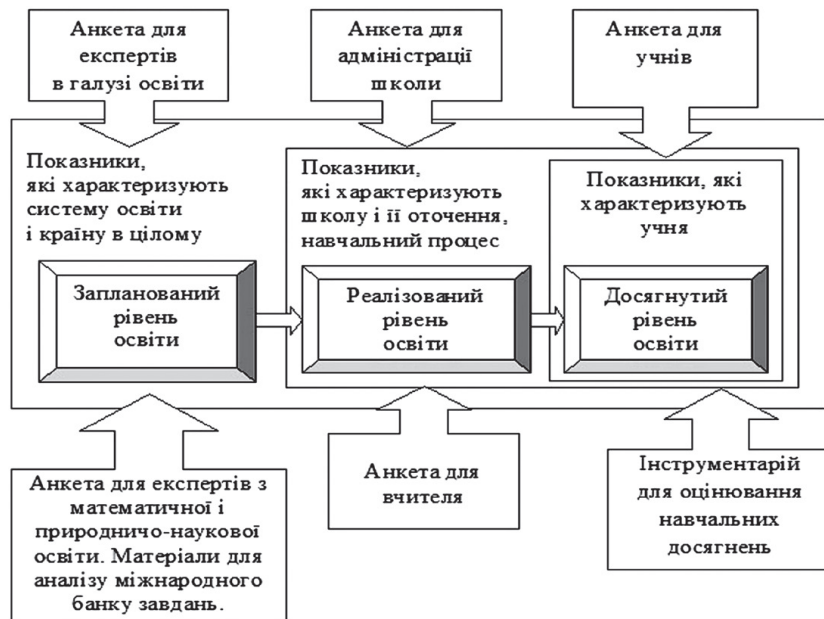 Анкета для
експертів
в галузі освіти
Анкета для
адміністрації
школи
Анкета для
учнів
Показники,
які характеризують
систему освіти
і країну в цілому
Показники,
які характеризують
школу і її оточення,
навчальний процес
Показники, які
характеризують
учня
Запланований
рівень
освіти
Реалізований
рівень
освіти
Досягнутий
рівень
освіти
Анкета для експертів з
математичної і
природничо-наукової
освіти. Матеріали для
аналізу міжнародного
банку завдань.
Анкета для
вчителя
Інструментарій
для оцінювання
навчальних
досягнень